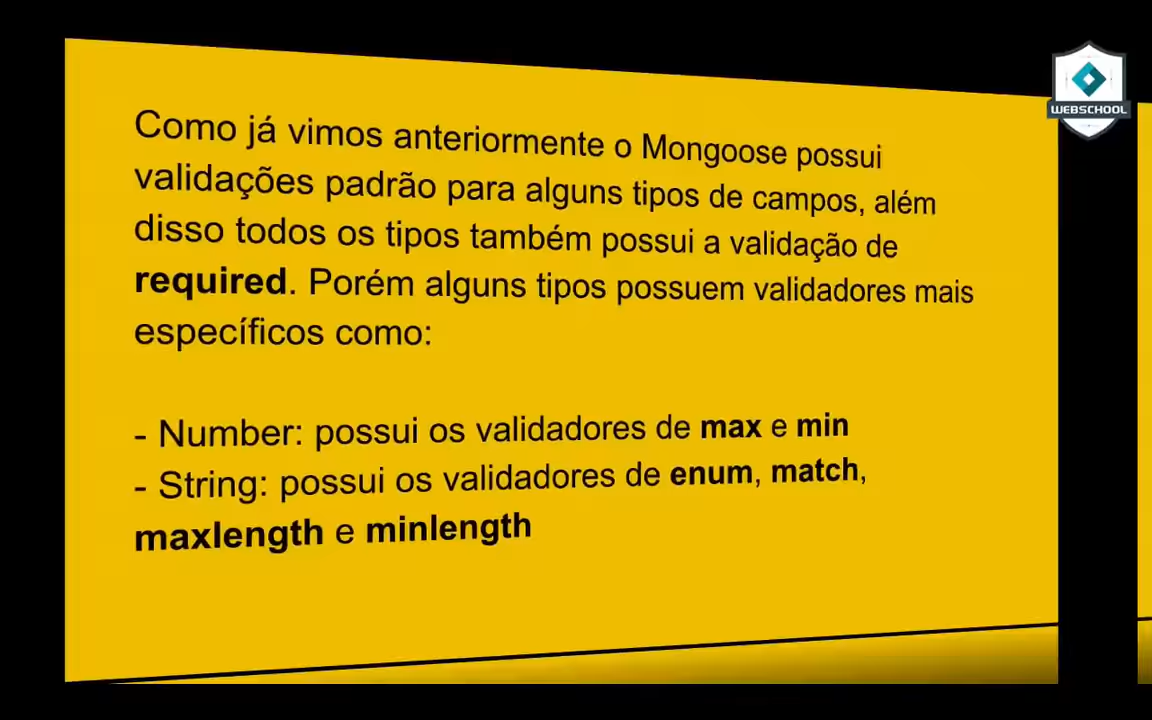 Como já vimos anteriormente o Mongoose possui
validações padrão para alguns tipos de campos, além
disso todos os tipos também possui a validação de
required. Porém alguns tipos possuem validadores mais
específicos como:
- Number: possui os validadores de max e min
- String: possui os validadores de enum, match,
maxlength e minlength
WEBSCHOOL